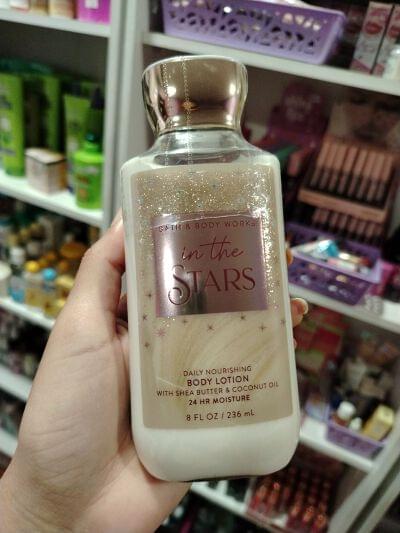 BATH & BODY WORKS
in the
STARS
DAILY NOURISHING
BODY LOTION
WITH SHEA BUTTER & COCONUT OIL
24 HR MOISTURE
8 FL OZ / 236 mL